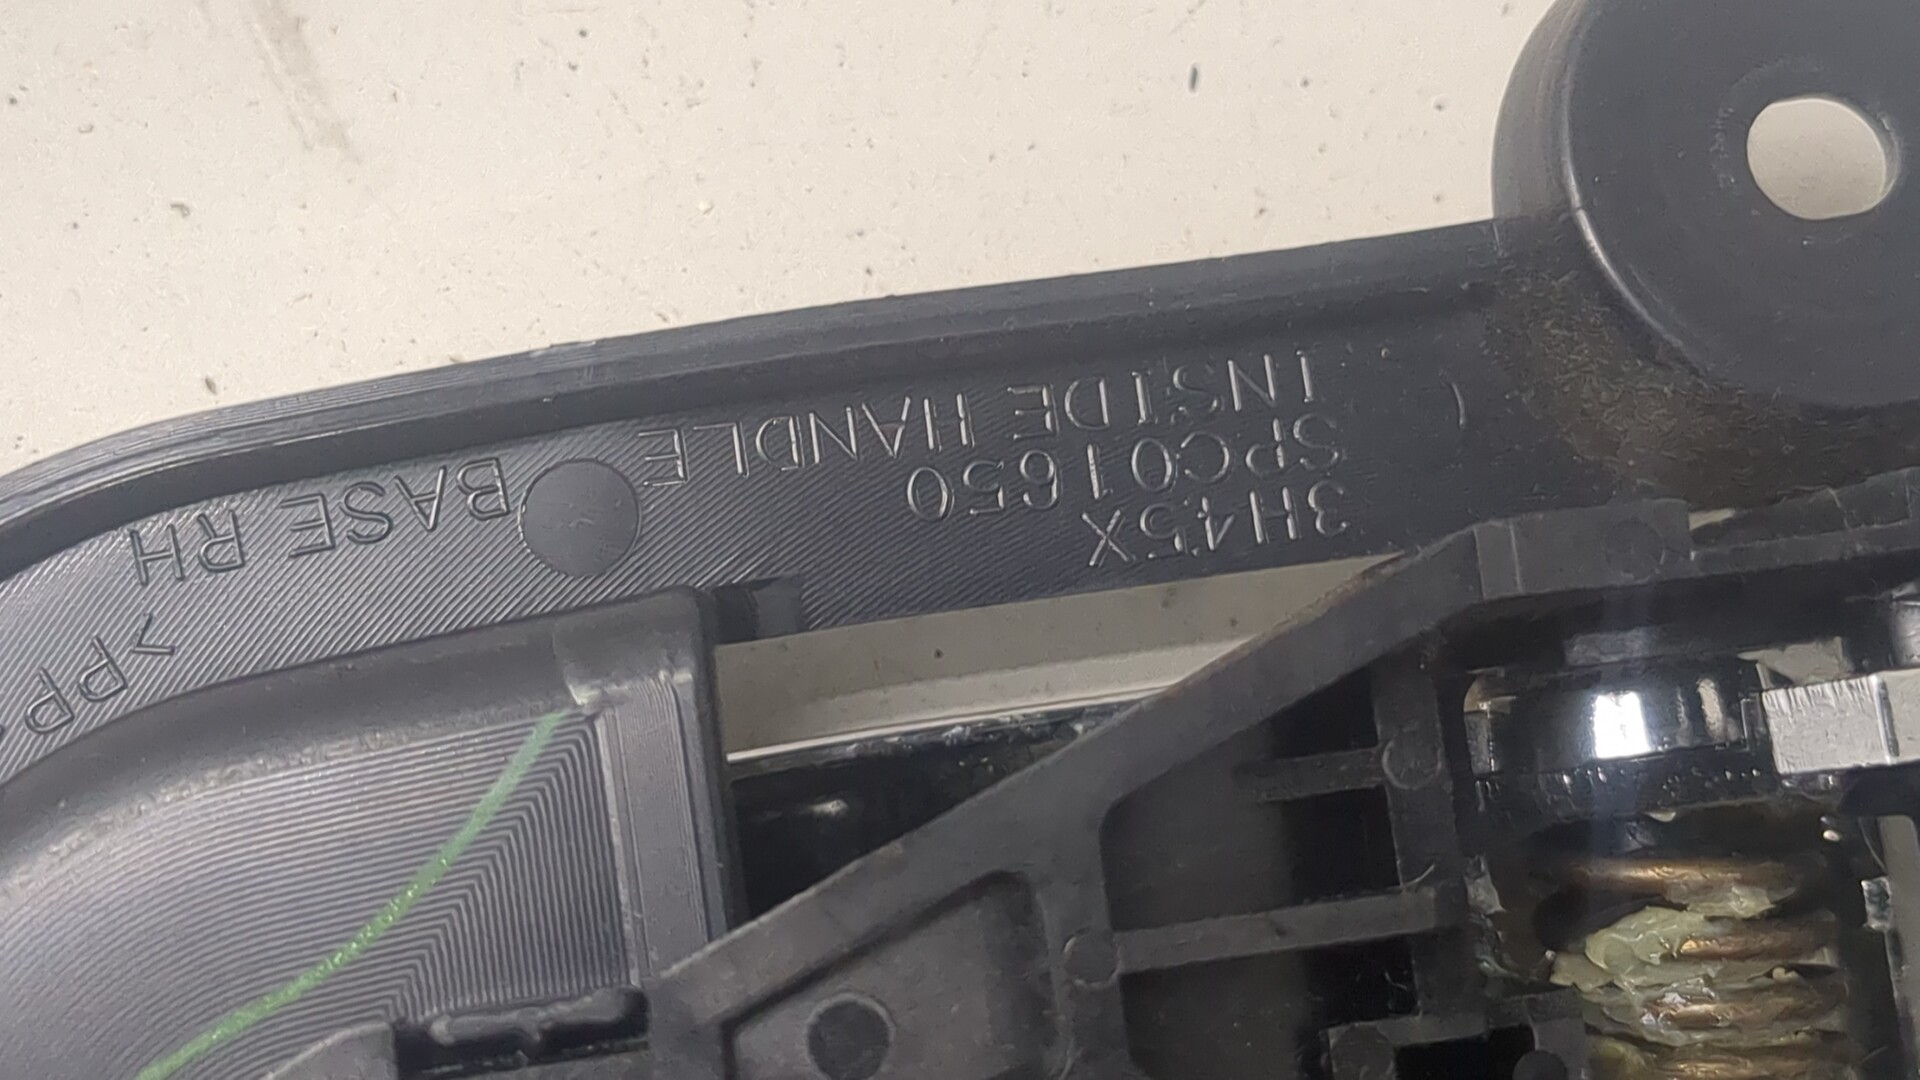 3H45X
SPC01650
INSIDE HANDLE BASE RH
>PP